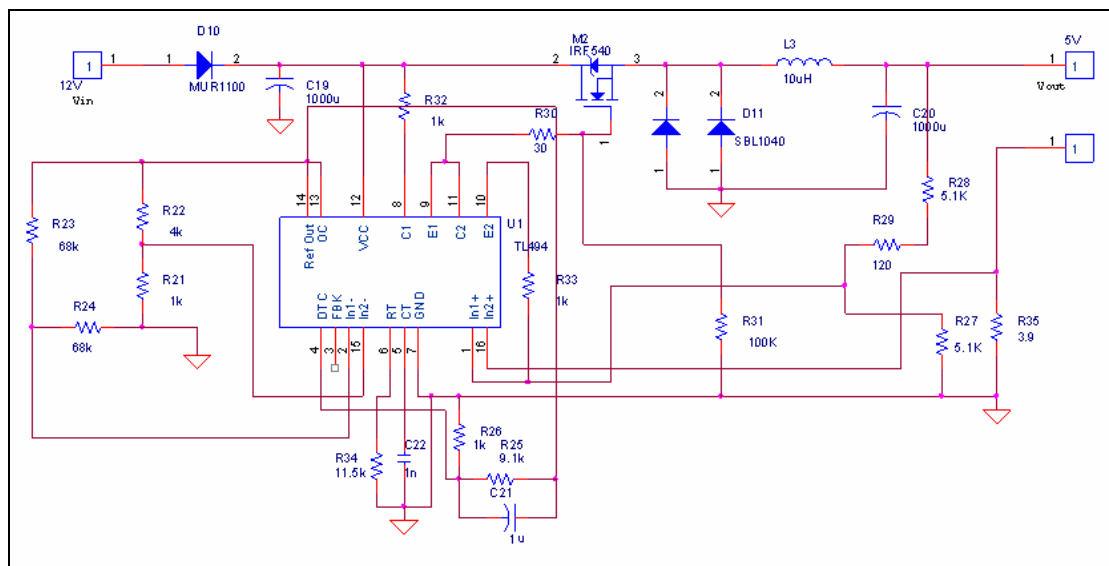 D10
1 1 1 2
MUR1100
12V
Vin
C19
1000u
R32
1k
M2
IRF540
2 3
1
R30
30
L3
10uH
5V
1 1
Vout
2 2
D11
SBL1040
1 1
C20
1000u
1 1
R28
5.1K
R29
120
R23
68k
R22
4k
R21
1k
R24
68k
14 13 12 8 9 11 10
Ref Out OC VCC C1 E1 C2 E2
U1
TL494
DTC FBK In1- In2- RT CT GND In1+ In2+
4 3 2 15 6 5 7 1 16
R33
1k
R31
100K
R27
5.1K
R35
3.9
R34
11.5k
C22
1n
R26
1k
R25
9.1k
C21
1u